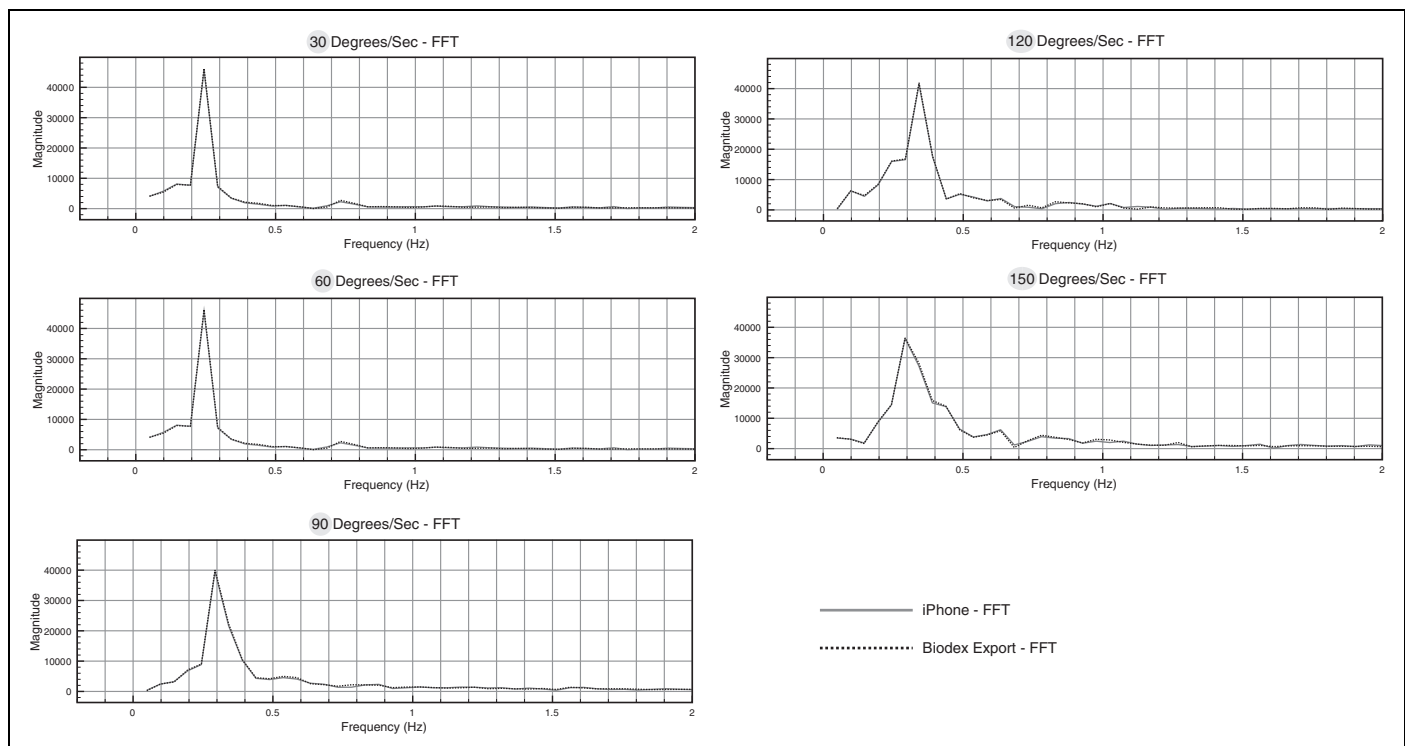 30 Degrees/Sec - FFT
Magnitude
40000
30000
20000
10000
0
0
0.5
1
1.5
2
Frequency (Hz)
60 Degrees/Sec - FFT
Magnitude
40000
30000
20000
10000
0
0
0.5
1
1.5
2
Frequency (Hz)
90 Degrees/Sec - FFT
Magnitude
40000
30000
20000
10000
0
0
0.5
1
1.5
2
Frequency (Hz)
120 Degrees/Sec - FFT
Magnitude
40000
30000
20000
10000
0
0
0.5
1
1.5
2
Frequency (Hz)
150 Degrees/Sec - FFT
Magnitude
40000
30000
20000
10000
0
0
0.5
1
1.5
2
Frequency (Hz)
iPhone - FFT
Biodex Export - FFT